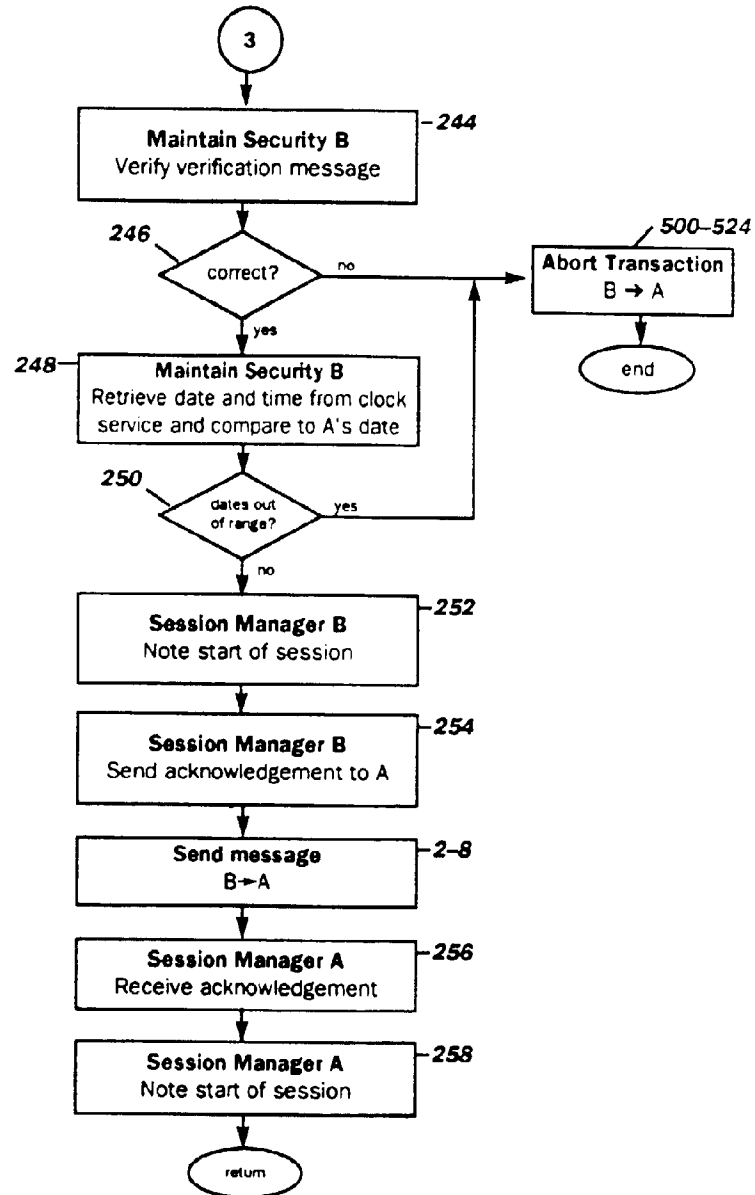 3
Maintain Security B
Verify verification message
244
246
correct?
no
yes
500–524
Abort Transaction
B → A
end
248
Maintain Security B
Retrieve date and time from clock
service and compare to A's date
250
dates out
of range?
yes
no
Session Manager B
Note start of session
252
Session Manager B
Send acknowledgement to A
254
Send message
B→A
2–8
Session Manager A
Receive acknowledgement
256
Session Manager A
Note start of session
258
return